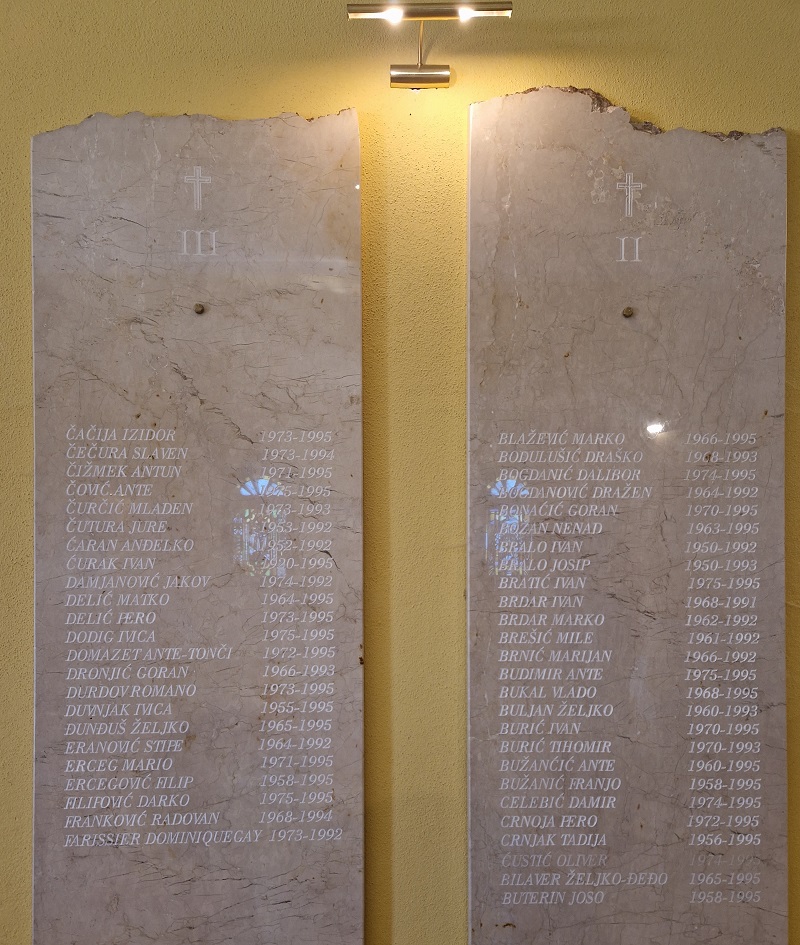 III
ČAČIJA IZIDOR 1973-1995
ČEČURA SLAVEN 1973-1994
ČIŽMEK ANTUN 1971-1995
ČOVIĆ ANTE
ČURČIĆ MLADEN 1973-1993
ČUTURA JURE 1953-1992
ĆARAN ANĐELKO 1952-1992
ĆURAK IVAN 1920-1995
DAMJANOVIĆ JAKOV 1974-1992
DELIĆ MATKO 1964-1995
DELIĆ PERO 1973-1995
DODIG IVICA 1975-1995
DOMAZET ANTE-TONČI 1972-1995
DRONJIĆ GORAN 1966-1993
DURDOV ROMANO 1973-1995
DUVNJAK IVICA 1955-1995
ĐUNĐUŠ ŽELJKO 1965-1995
ERANOVIĆ STIPE 1964-1992
ERCEG MARIO 1971-1995
ERCEGOVIĆ FILIP 1958-1995
FILIPOVIĆ DARKO 1975-1995
FRANKOVIĆ RADOVAN 1968-1994
FARISSIER DOMINIQUEGAY 1973-1992
II
BLAŽEVIĆ MARKO 1966-1995
BODULUŠIĆ DRAŠKO 1968-1993
BOGDANIĆ DALIBOR 1974-1995
BOGDANOVIĆ DRAŽEN 1964-1992
BONAČIĆ GORAN 1970-1995
BOŽAN NENAD 1963-1995
BRALO IVAN 1950-1992
BRALO JOSIP 1950-1993
BRATIĆ IVAN 1975-1995
BRDAR IVAN 1968-1991
BRDAR MARKO 1962-1992
BREŠIĆ MILE 1961-1992
BRNIĆ MARIJAN 1966-1992
BUDIMIR ANTE 1975-1995
BUKAL VLADO 1968-1995
BULJAN ŽELJKO 1960-1993
BURIĆ IVAN 1970-1995
BURIĆ TIHOMIR 1970-1993
BUŽANČIĆ ANTE 1960-1995
BUŽANIĆ FRANJO 1958-1995
CELEBIĆ DAMIR 1974-1995
CRNOJA PERO 1972-1995
CRNJAK TADIJA 1956-1995
ĆUSTIĆ OLIVER
BILAVER ŽELJKO-ĐEĐO 1965-1995
BUTERIN JOSO 1958-1995